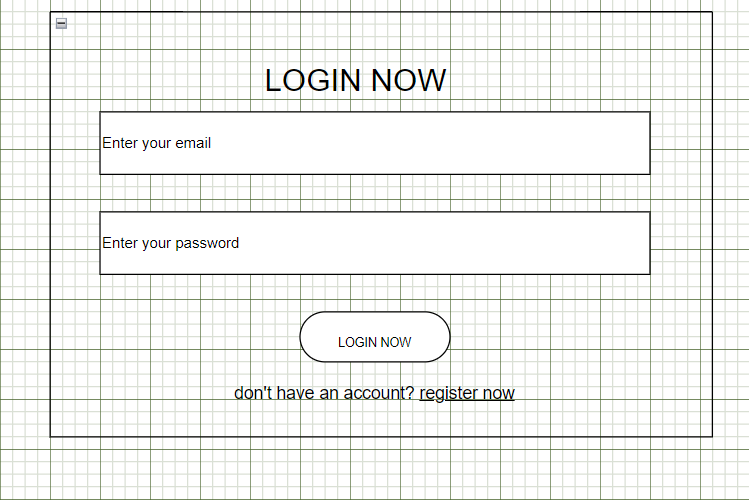 LOGIN NOW
Enter your email
Enter your password
LOGIN NOW
don't have an account? register now